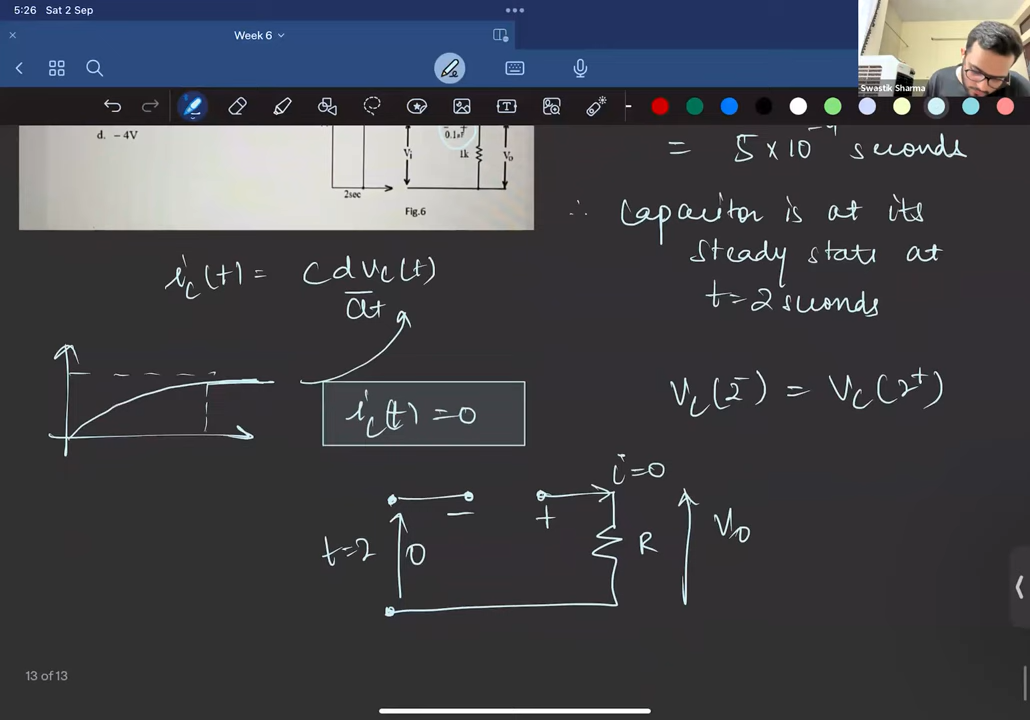 5:26 Sat 2 Sep
Week 6
Swastik Sharma
d. – 4V
0.1uF
Vi
1k
Vo
2sec
Fig.6
= 5 × 10⁻⁴ seconds
∴ Capacitor is at its
steady state at
t=2 seconds
ic(t) = C dVc(t)
dt
ic(t) = 0
Vc(2⁻) = Vc(2⁺)
i=0
−
+
t=2
0
R
Vo
13 of 13